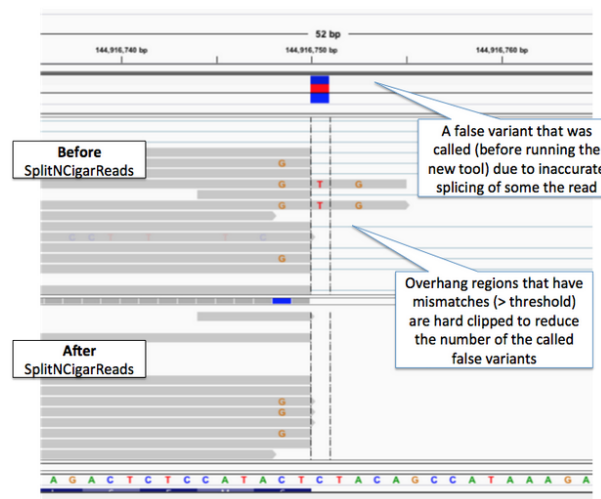 52 bp
144,916,740 bp 144,916,750 bp 144,916,760 bp
A false variant that was
called (before running the
new tool) due to inaccurate
splicing of some the read
Before
SplitNCigarReads
G
G T G
G T G
C C T T T C
G
Overhang regions that have
mismatches (> threshold)
are hard clipped to reduce
the number of the called
false variants
After
SplitNCigarReads
G
G
G
A G A C T C T C C A T A C T C T A C A G C C A T A A A G A